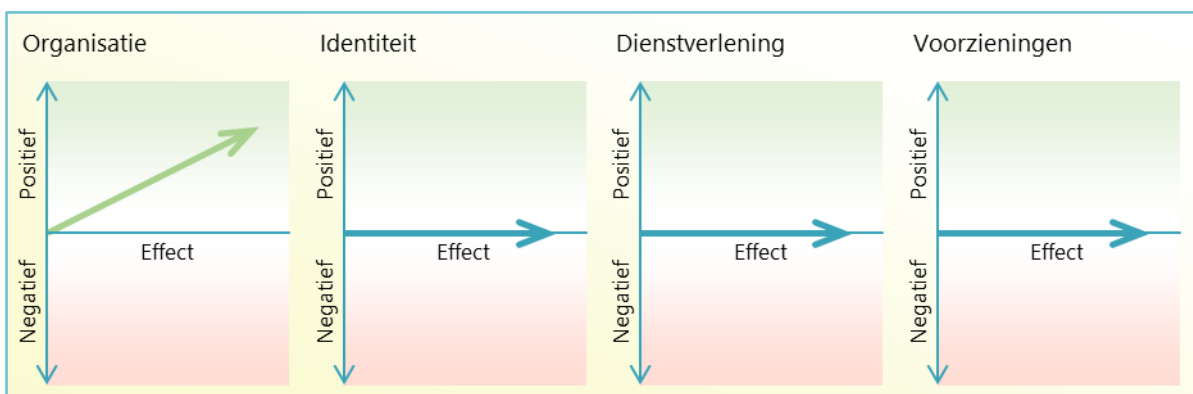 Organisatie
Positief
Negatief
Effect
Identiteit
Positief
Negatief
Effect
Dienstverlening
Positief
Negatief
Effect
Voorzieningen
Positief
Negatief
Effect